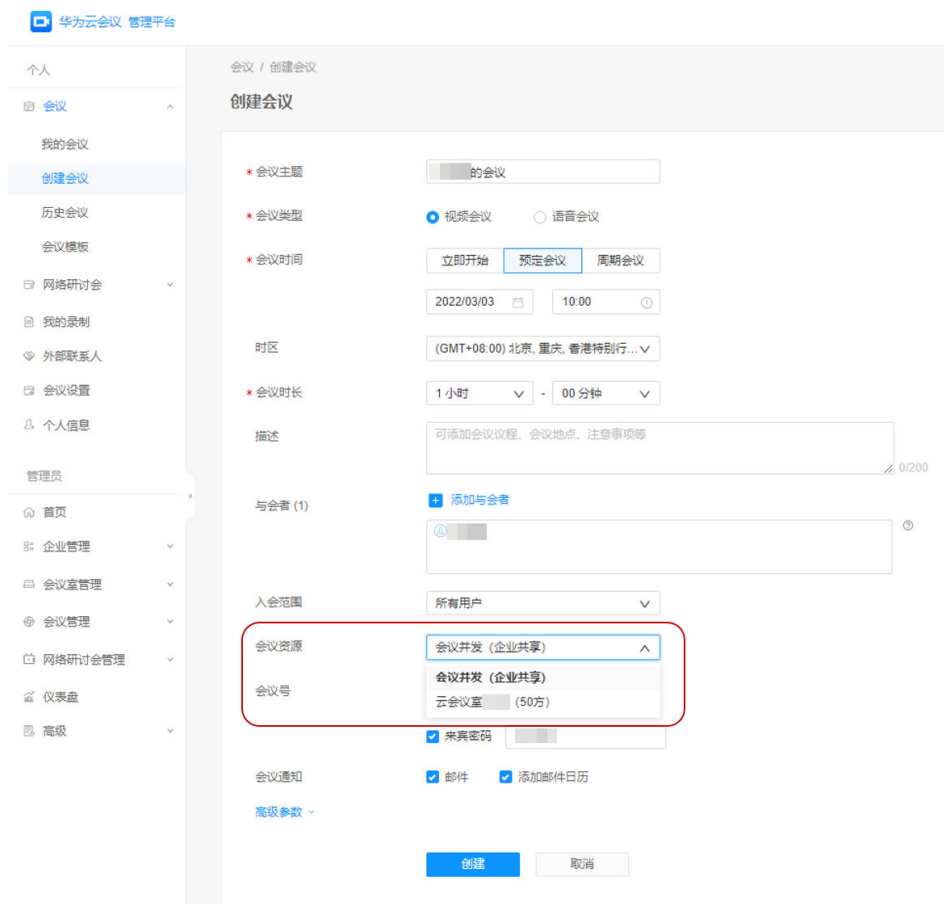 华为云会议 管理平台
个人
会议
我的会议
创建会议
历史会议
会议模板
网络研讨会
我的录制
外部联系人
会议设置
个人信息
管理员
首页
企业管理
会议室管理
会议管理
网络研讨会管理
仪表盘
高级
会议 / 创建会议
创建会议
* 会议主题 的会议
* 会议类型 视频会议 语音会议
* 会议时间 立即开始 预定会议 周期会议
2022/03/03 10:00
时区 (GMT+08:00) 北京, 重庆, 香港特别行...
* 会议时长 1 小时 - 00 分钟
描述 可添加会议议程、会议地点、注意事项等
0/200
与会者 (1) 添加与会者
入会范围 所有用户
会议资源 会议并发 (企业共享)
会议并发 (企业共享)
会议号
云会议室 (50方)
来宾密码
会议通知 邮件 添加邮件日历
高级参数
创建 取消